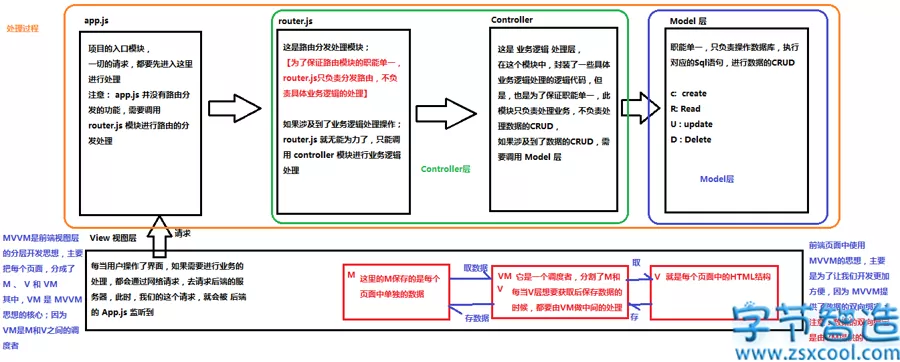 处理过程
app.js
项目的入口模块，
一切的请求，都要先进入这里
进行处理
注意： app.js 并没有路由分
发的功能，需要调用
router.js 模块进行路由的分
发处理
router.js
这是路由分发处理模块；
【为了保证路由模块的职能单一，
router.js只负责分发路由，不负
责具体业务逻辑的处理】
如果涉及到了业务逻辑处理操作；
router.js 就无能为力了，只能调
用 controller 模块进行业务逻辑
处理
Controller层
Controller
这是 业务逻辑 处理层，
在这个模块中，封装了一些具体
业务逻辑处理的逻辑代码，但
是，也是为了保证职能单一，此
模块只负责处理业务，不负责处
理数据的CRUD，
如果涉及到了数据的CRUD，需
要调用 Model 层
Model 层
职能单一，只负责操作数据库，执行
对应的Sql语句，进行数据的CRUD
c: create
R: Read
U : update
D : Delete
Model层
请求
MVVM是前端视图层
的分层开发思想，主要
把每个页面，分成了
M 、 V 和 VM
其中，VM 是 MVVM
思想的核心；因为
VM是M和V之间的调
度者
View 视图层
每当用户操作了界面，如果需要进行业务的
处理，都会通过网络请求，去请求后端的服
务器，此时，我们的这个请求，就会被 后端
的 App.js 监听到
M
这里的M保存的是每个
页面中单独的数据
取数据
存数据
VM 它是一个调度者，分割了M和
V
每当V层想要获取后保存数据的
时候，都要由VM做中间的处理
取
存
V 就是每个页面中的HTML结构
前端页面中使用
MVVM的思想，主要
是为了让我们开发更加
方便，因为 MVVM提
供了数据的双向绑定
字节智造
www.zsxcool.com